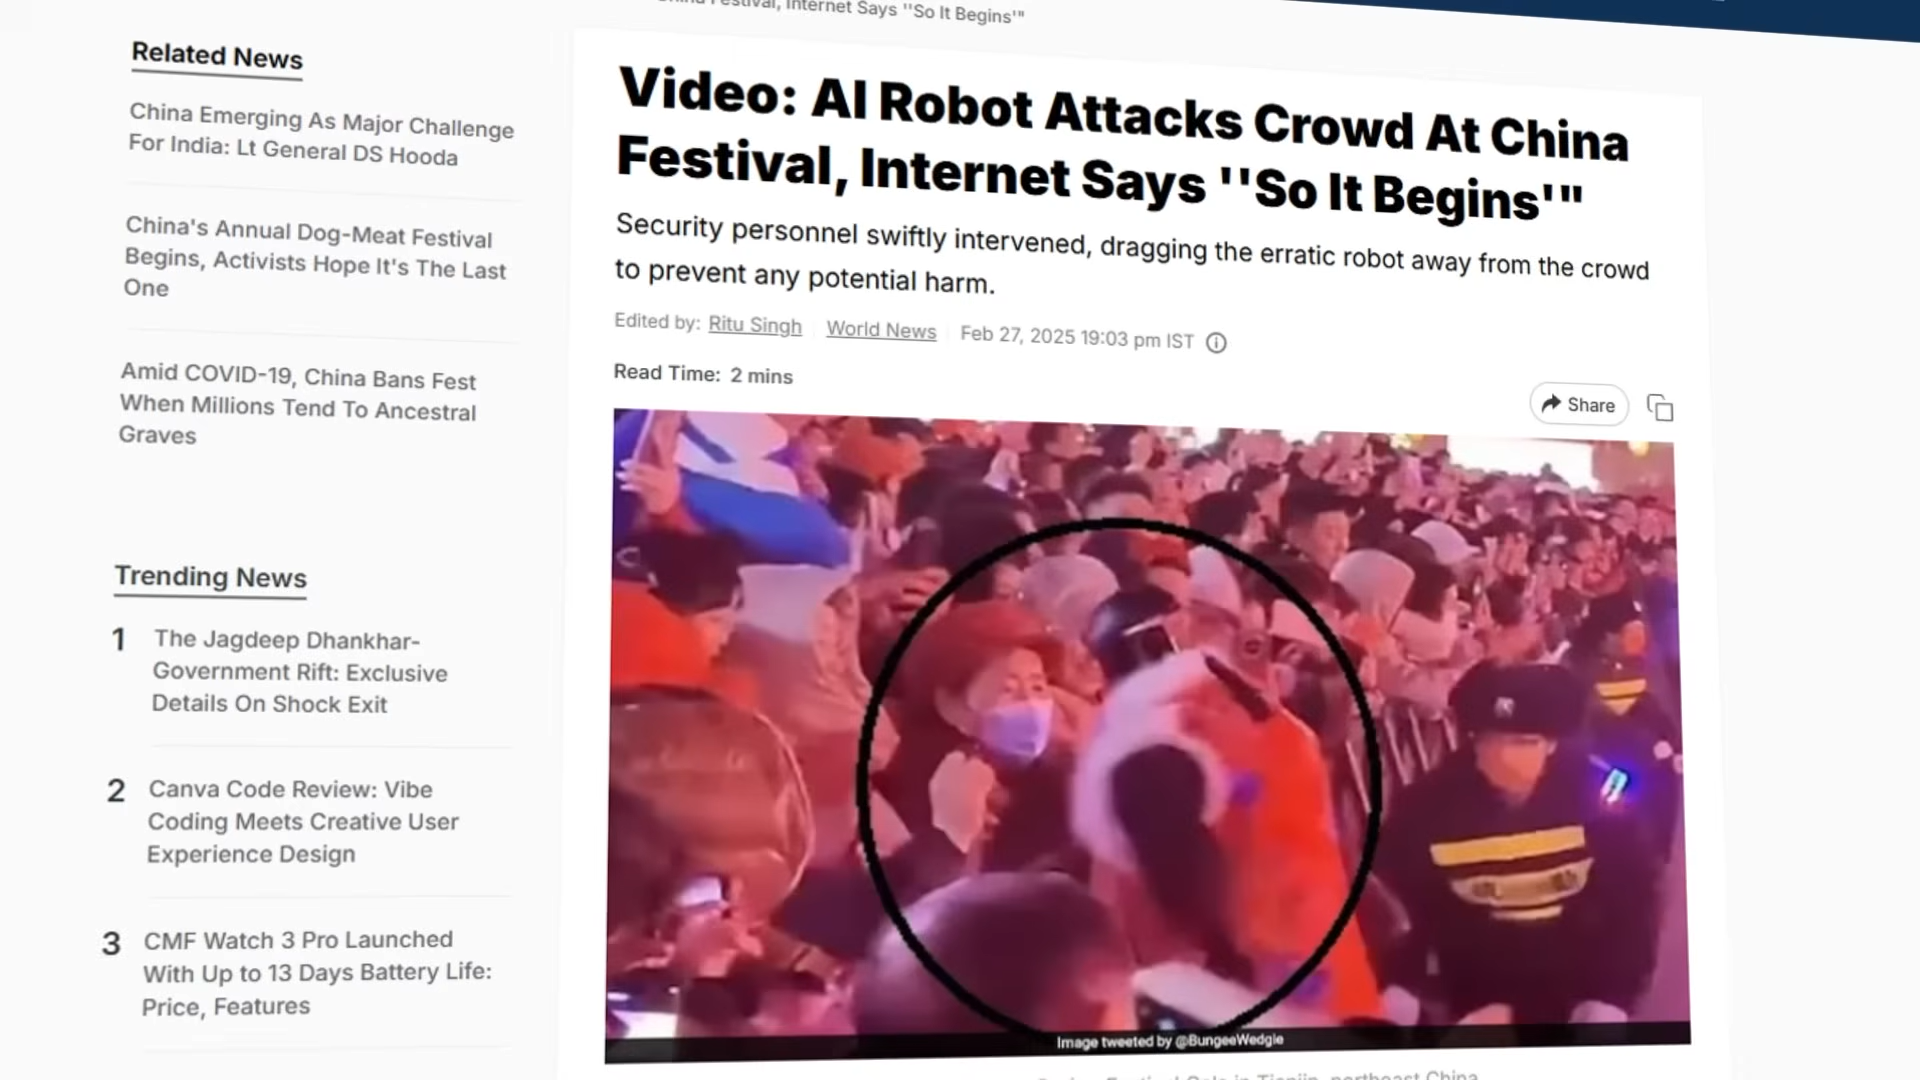 Festival, Internet Says ''So It Begins'"
Related News
China Emerging As Major Challenge
For India: Lt General DS Hooda
China's Annual Dog-Meat Festival
Begins, Activists Hope It's The Last
One
Amid COVID-19, China Bans Fest
When Millions Tend To Ancestral
Graves
Trending News
1 The Jagdeep Dhankhar-
Government Rift: Exclusive
Details On Shock Exit
2 Canva Code Review: Vibe
Coding Meets Creative User
Experience Design
3 CMF Watch 3 Pro Launched
With Up to 13 Days Battery Life:
Price, Features
Video: AI Robot Attacks Crowd At China
Festival, Internet Says ''So It Begins'"
Security personnel swiftly intervened, dragging the erratic robot away from the crowd
to prevent any potential harm.
Edited by: Ritu Singh World News Feb 27, 2025 19:03 pm IST
Read Time: 2 mins
Share
Image tweeted by @BungeeWedgie
Festival Gala in Tianjin, northeast China